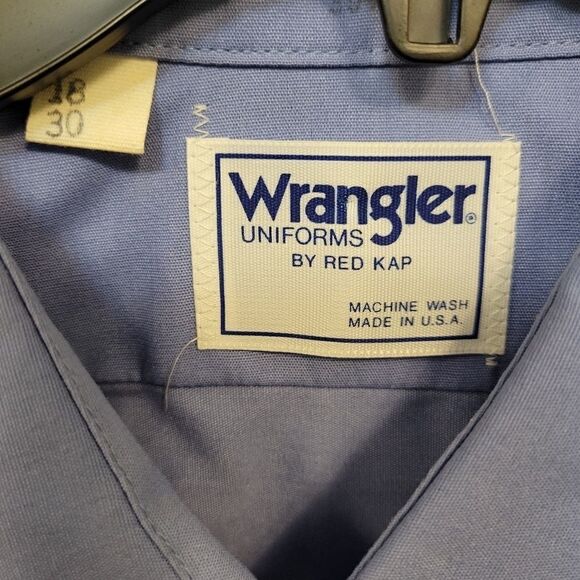 18
30
Wrangler®
UNIFORMS
BY RED KAP
MACHINE WASH
MADE IN U.S.A.